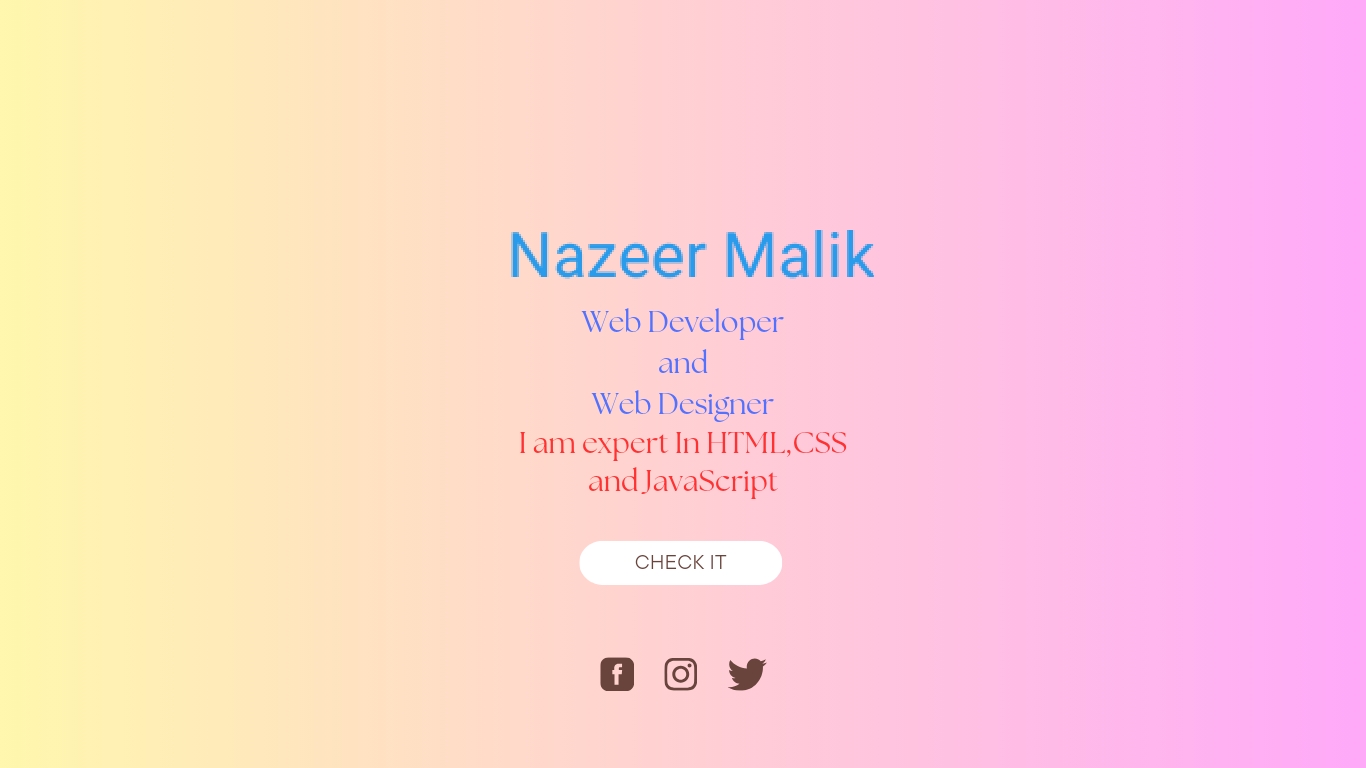 Nazeer Malik
Web Developer
and
Web Designer
I am expert In HTML,CSS
and JavaScript
CHECK IT